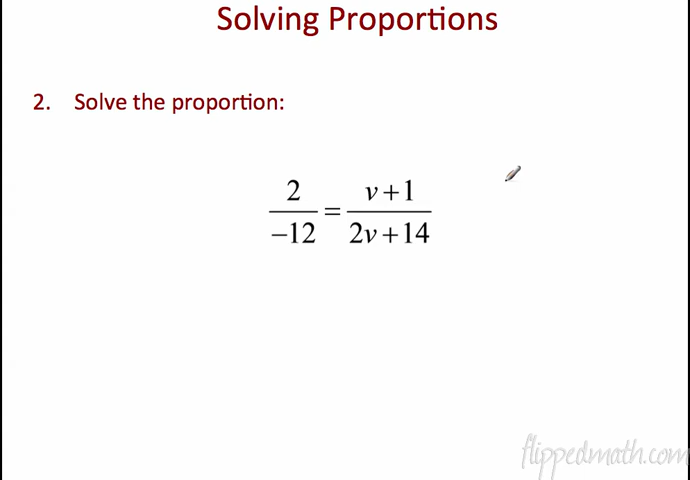 Solving Proportions
2. Solve the proportion:
2/−12 = v+1/2v+14
flippedmath.com